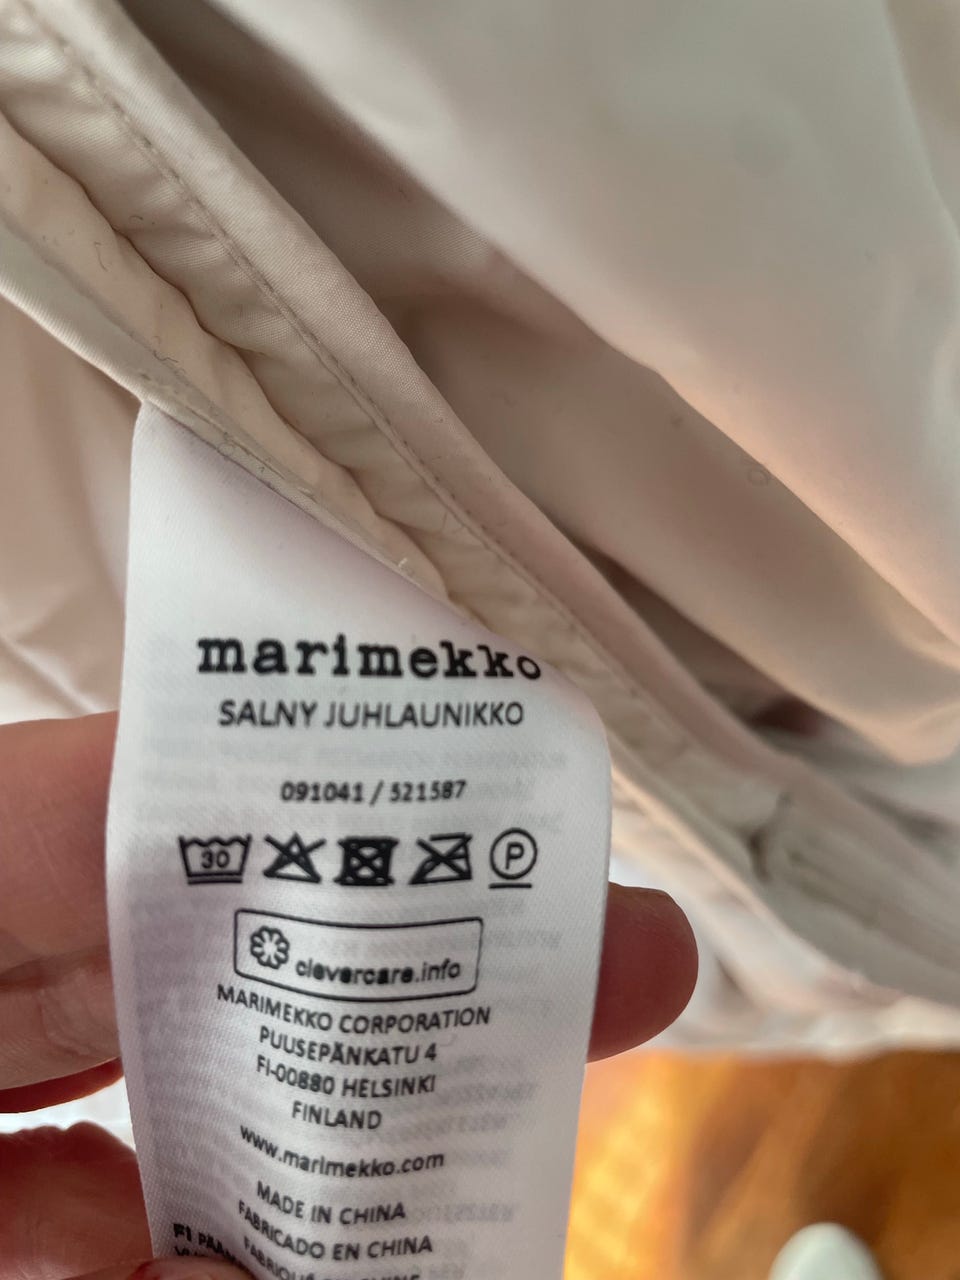 marimekko
SALNY JUHLAUNIKKO
091041 / 521587
30
P
clevercare.info
MARIMEKKO CORPORATION
PUUSEPÄNKATU 4
FI-00880 HELSINKI
FINLAND
www.marimekko.com
MADE IN CHINA
FABRICADO EN CHINA
FI